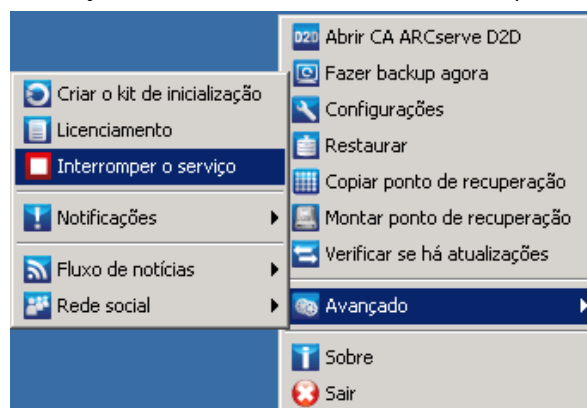 D2D Abrir CA ARCserve D2D
Fazer backup agora
Configurações
Restaurar
Copiar ponto de recuperação
Montar ponto de recuperação
Verificar se há atualizações
Avançado
Sobre
Sair
Criar o kit de inicialização
Licenciamento
Interromper o serviço
Notificações
Fluxo de notícias
Rede social